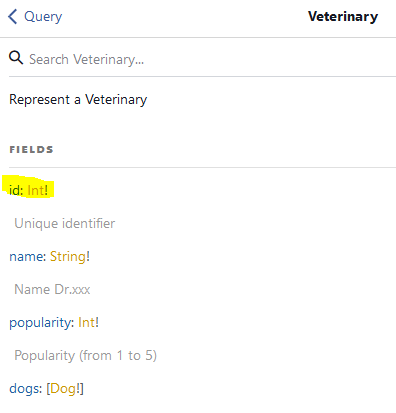 Query
Veterinary
Search Veterinary...
Represent a Veterinary
FIELDS
id: Int!
Unique identifier
name: String!
Name Dr.xxx
popularity: Int!
Popularity (from 1 to 5)
dogs: [Dog!]